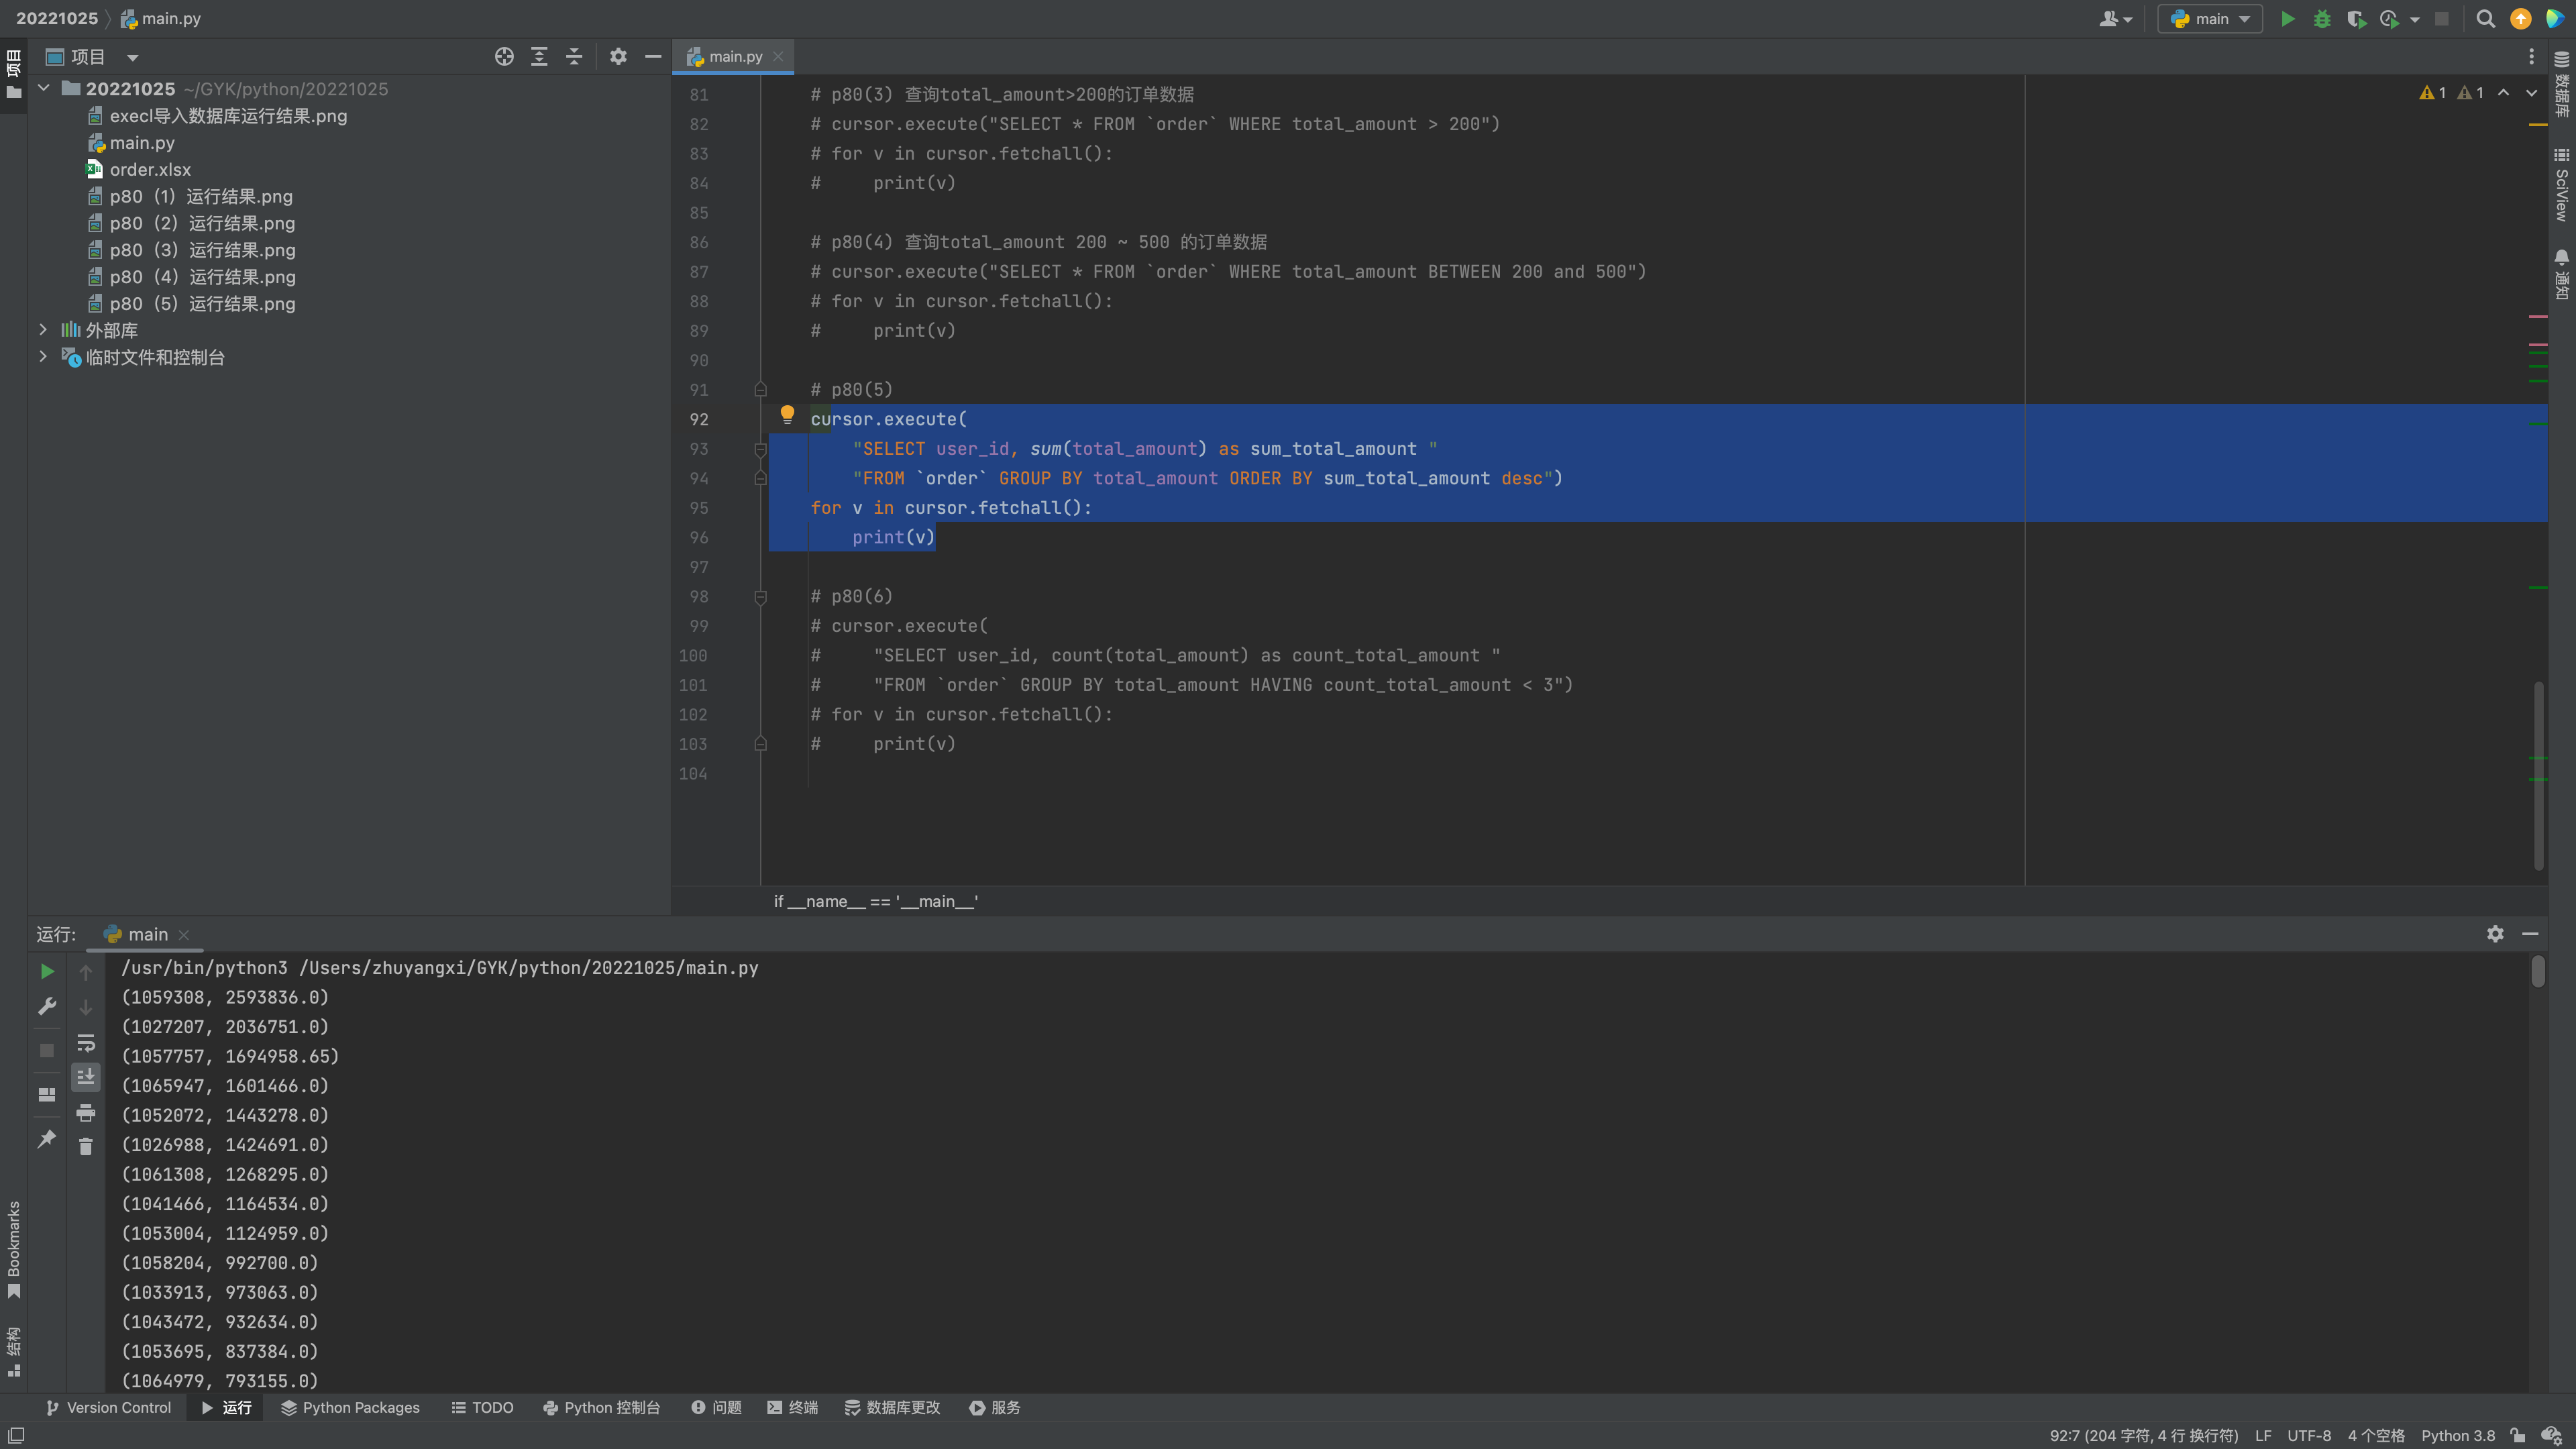 20221025
main.py
main
项目
main.py
20221025 ~/GYK/python/20221025
execl导入数据库运行结果.png
main.py
order.xlsx
p80（1）运行结果.png
p80（2）运行结果.png
p80（3）运行结果.png
p80（4）运行结果.png
p80（5）运行结果.png
外部库
临时文件和控制台
项目
Bookmarks
结构
1 1
数据库
SciView
通知
81 # p80(3) 查询total_amount>200的订单数据
82 # cursor.execute("SELECT * FROM `order` WHERE total_amount > 200")
83 # for v in cursor.fetchall():
84 #     print(v)
85
86 # p80(4) 查询total_amount 200 ~ 500 的订单数据
87 # cursor.execute("SELECT * FROM `order` WHERE total_amount BETWEEN 200 and 500")
88 # for v in cursor.fetchall():
89 #     print(v)
90
91 # p80(5)
92 cursor.execute(
93     "SELECT user_id, sum(total_amount) as sum_total_amount "
94     "FROM `order` GROUP BY total_amount ORDER BY sum_total_amount desc")
95 for v in cursor.fetchall():
96     print(v)
97
98 # p80(6)
99 # cursor.execute(
100 #     "SELECT user_id, count(total_amount) as count_total_amount "
101 #     "FROM `order` GROUP BY total_amount HAVING count_total_amount < 3")
102 # for v in cursor.fetchall():
103 #     print(v)
104
if __name__ == '__main__'
运行: main
/usr/bin/python3 /Users/zhuyangxi/GYK/python/20221025/main.py
(1059308, 2593836.0)
(1027207, 2036751.0)
(1057757, 1694958.65)
(1065947, 1601466.0)
(1052072, 1443278.0)
(1026988, 1424691.0)
(1061308, 1268295.0)
(1041466, 1164534.0)
(1053004, 1124959.0)
(1058204, 992700.0)
(1033913, 973063.0)
(1043472, 932634.0)
(1053695, 837384.0)
(1064979, 793155.0)
Version Control 运行 Python Packages TODO Python 控制台 问题 终端 数据库更改 服务
92:7 (204 字符, 4 行 换行符) LF UTF-8 4 个空格 Python 3.8